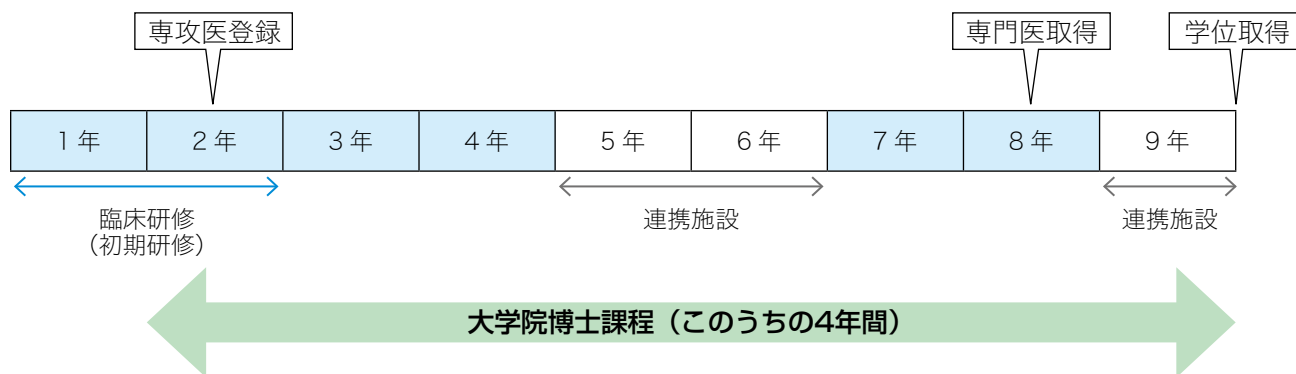 専攻医登録
専門医取得
学位取得
1 年
2 年
3 年
4 年
5 年
6 年
7 年
8 年
9 年
臨床研修
（初期研修）
連携施設
連携施設
大学院博士課程（このうちの4年間）